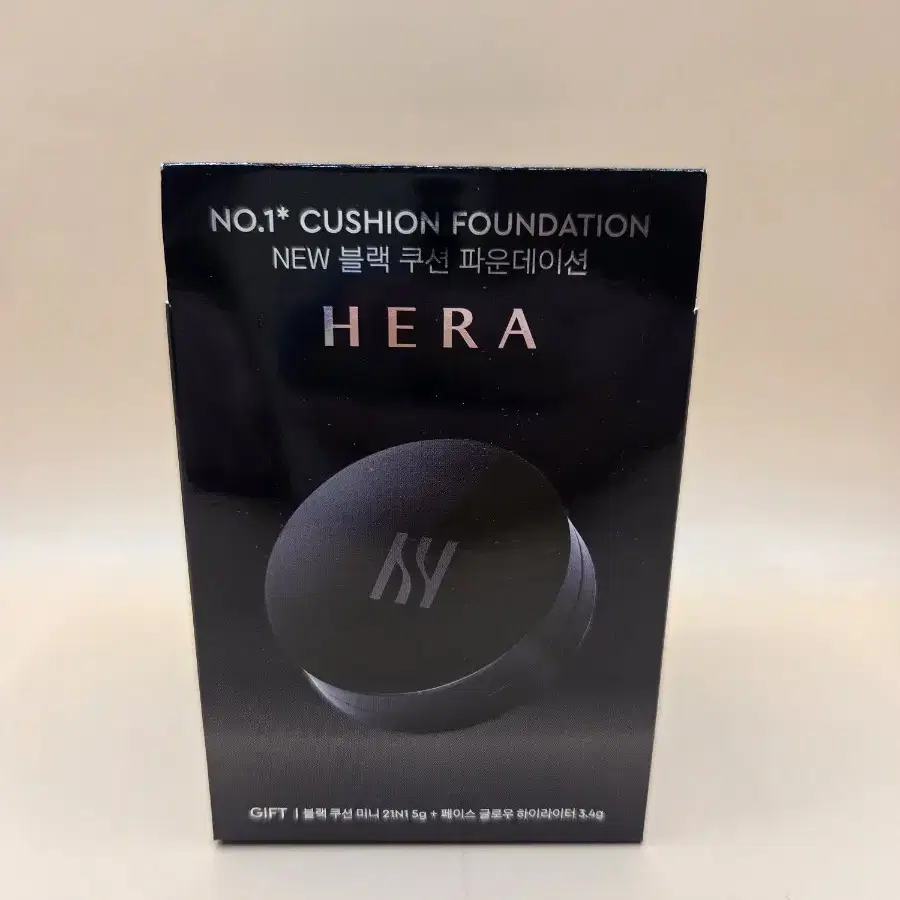 NO.1* CUSHION FOUNDATION
NEW 블랙 쿠션 파운데이션
HERA
GIFT | 블랙 쿠션 미니 21N1 5g + 페이스 글로우 하이라이터 3.4g